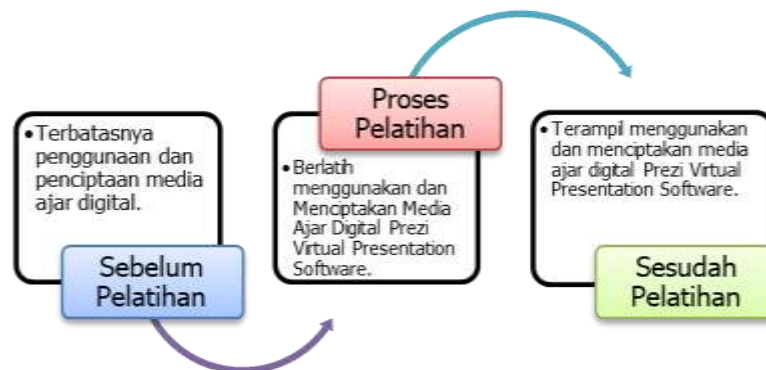 •Terbatasnya
penggunaan dan
penciptaan media
ajar digital.
Sebelum
Pelatihan
Proses
Pelatihan
•Berlatih
menggunakan dan
Menciptakan Media
Ajar Digital Prezi
Virtual Presentation
Software.
•Terampil menggunakan
dan menciptakan media
ajar digital Prezi Virtual
Presentation Software.
Sesudah
Pelatihan